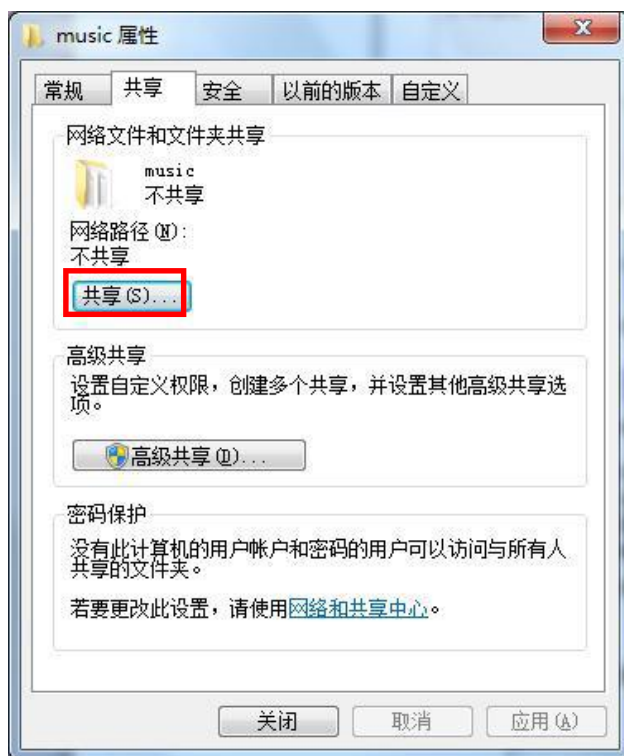 music 属性
常规 共享 安全 以前的版本 自定义
网络文件和文件夹共享
music
不共享
网络路径(N):
不共享
共享(S)...
高级共享
设置自定义权限，创建多个共享，并设置其他高级共享选
项。
高级共享(D)...
密码保护
没有此计算机的用户帐户和密码的用户可以访问与所有人
共享的文件夹。
若要更改此设置，请使用网络和共享中心。
关闭 取消 应用(A)